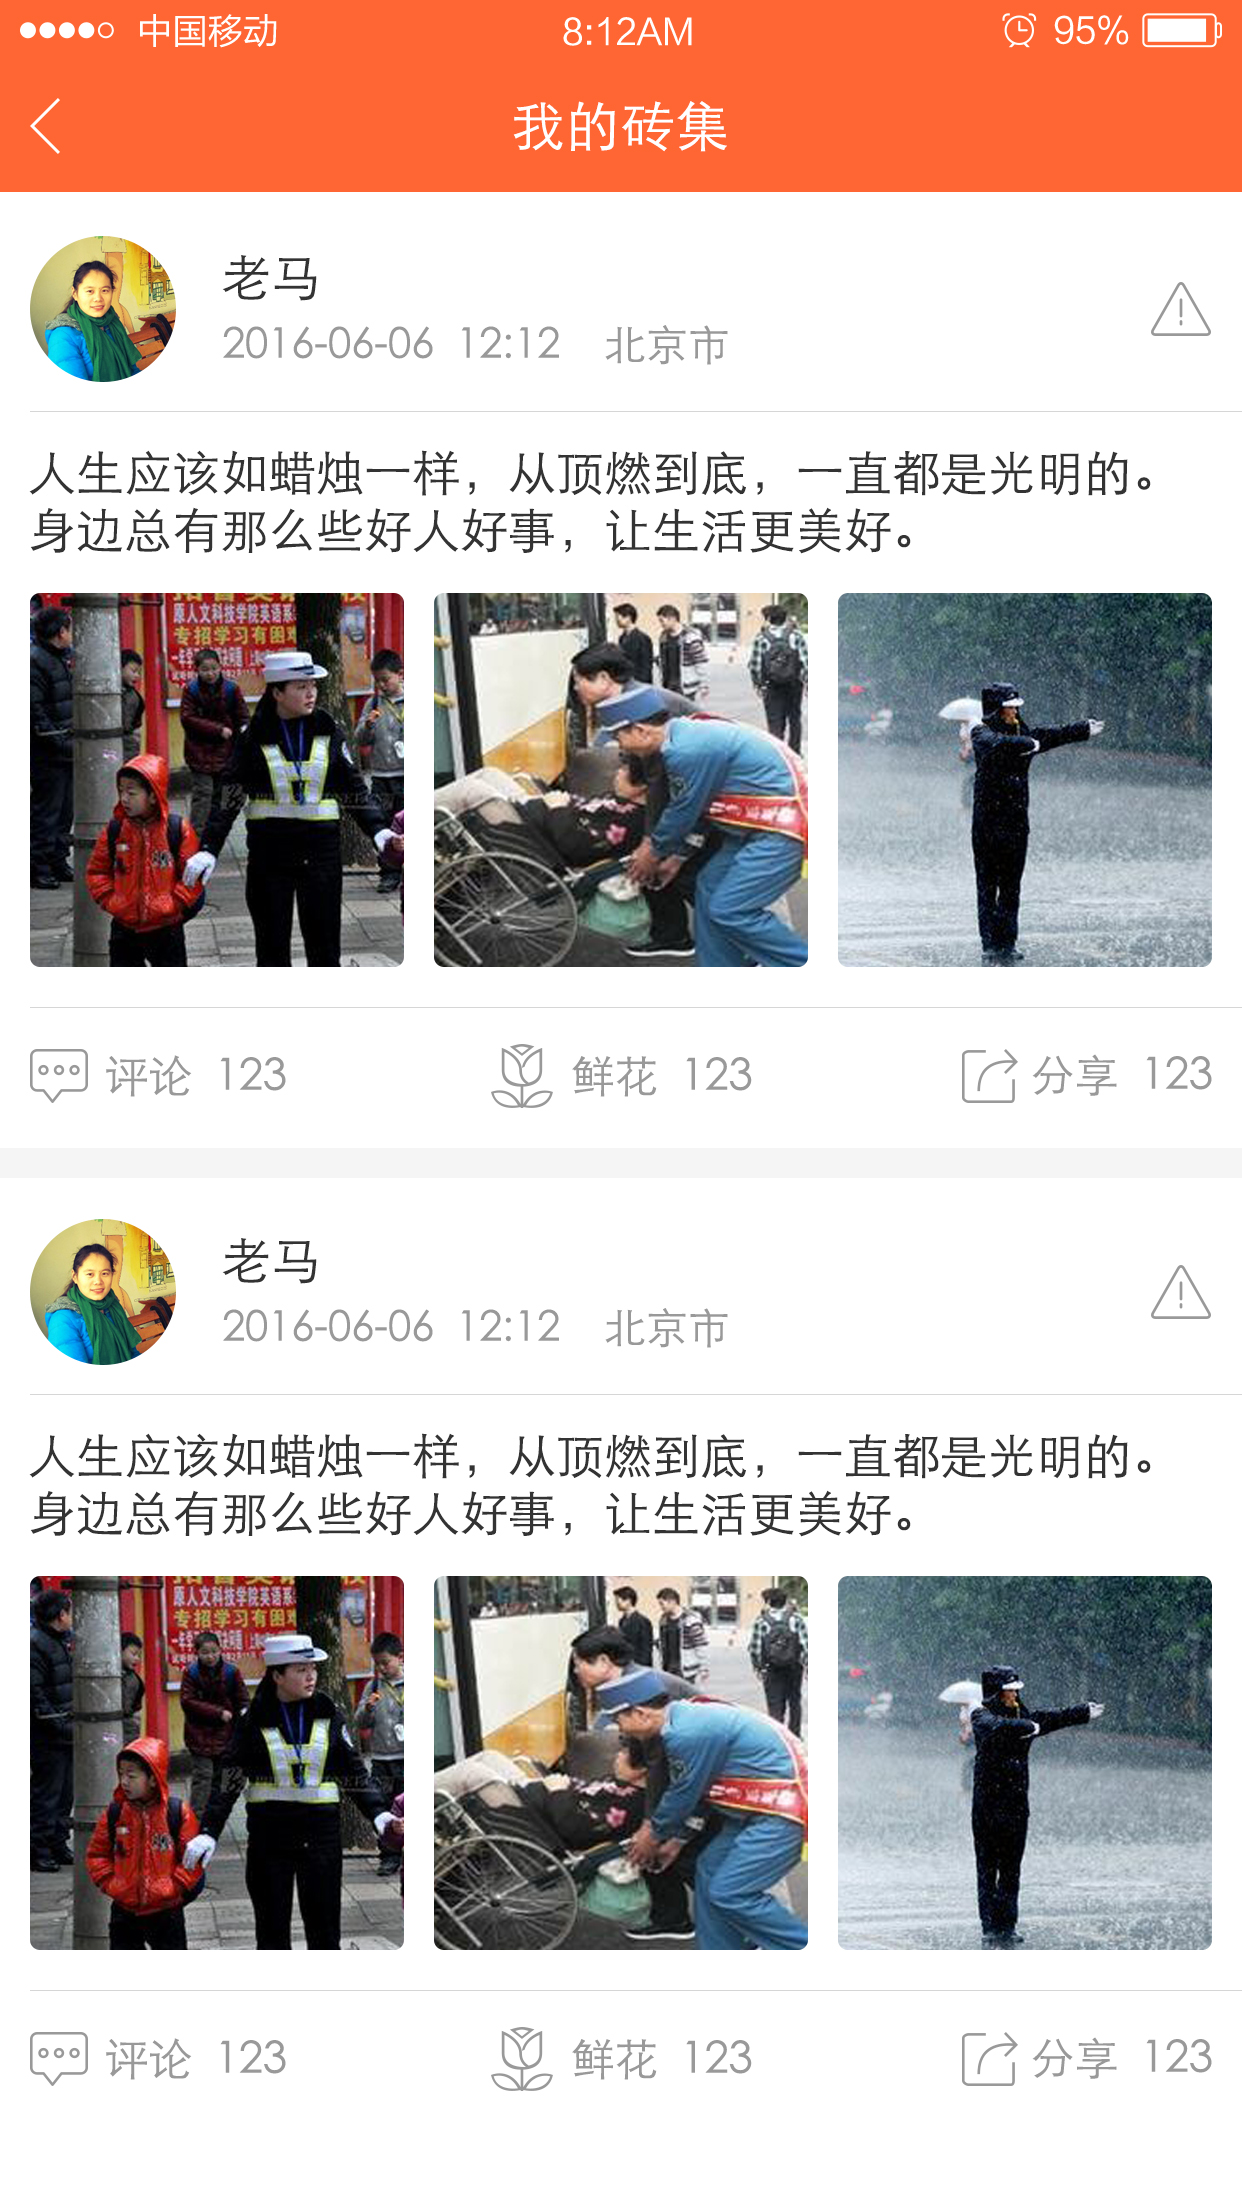 中国移动 8:12AM 95%
我的砖集
老马
2016-06-06 12:12 北京市
人生应该如蜡烛一样，从顶燃到底，一直都是光明的。
身边总有那么些好人好事，让生活更美好。
原人文科技学院英语系
专招学习有困难
评论 123 鲜花 123 分享 123
老马
2016-06-06 12:12 北京市
人生应该如蜡烛一样，从顶燃到底，一直都是光明的。
身边总有那么些好人好事，让生活更美好。
原人文科技学院英语系
专招学习有困难
评论 123 鲜花 123 分享 123